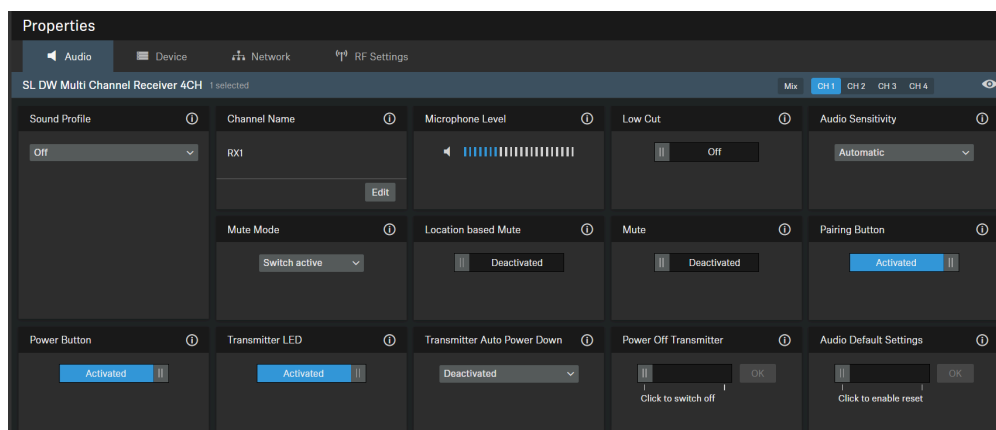 Properties
Audio
Device
Network
RF Settings
SL DW Multi Channel Receiver 4CH 1 selected
Mix CH 1 CH 2 CH 3 CH 4
Sound Profile
Off
Channel Name
RX1
Edit
Microphone Level
Low Cut
Off
Audio Sensitivity
Automatic
Mute Mode
Switch active
Location based Mute
Deactivated
Mute
Deactivated
Pairing Button
Activated
Power Button
Activated
Transmitter LED
Activated
Transmitter Auto Power Down
Deactivated
Power Off Transmitter
OK
Click to switch off
Audio Default Settings
OK
Click to enable reset